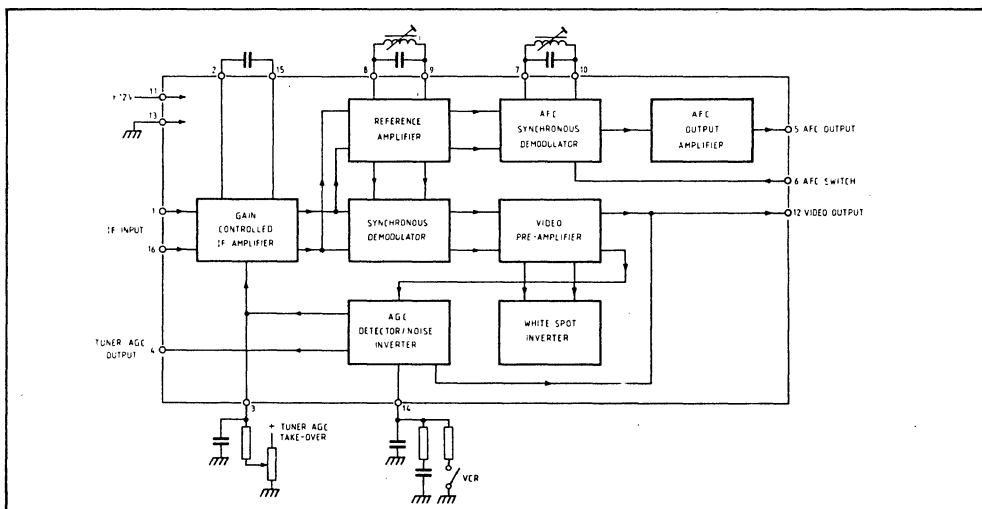 8
9
7
10
2
15
11
+ 12V
13
REFERENCE
AMPLIFIER
AFC
SYNCHRONOUS
DEMODULATOR
AFC
OUTPUT
AMPLIFIER
5 AFC OUTPUT
6 AFC SWITCH
1
IF INPUT
16
GAIN
CONTROLLED
IF AMPLIFIER
SYNCHRONOUS
DEMODULATOR
VIDEO
PRE-AMPLIFIER
12 VIDEO OUTPUT
AGC
DETECTOR/NOISE
INVERTER
WHITE SPOT
INVERTER
TUNER AGC
OUTPUT
4
3
14
+ TUNER AGC
TAKE-OVER
VCR